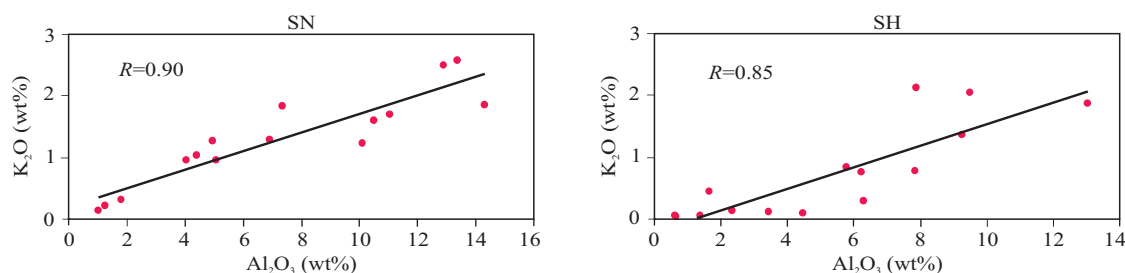 SN
R=0.90
K₂O (wt%)
3
2
1
0
0 2 4 6 8 10 12 14 16
Al₂O₃ (wt%)
SH
R=0.85
K₂O (wt%)
3
2
1
0
0 2 4 6 8 10 12 14
Al₂O₃ (wt%)